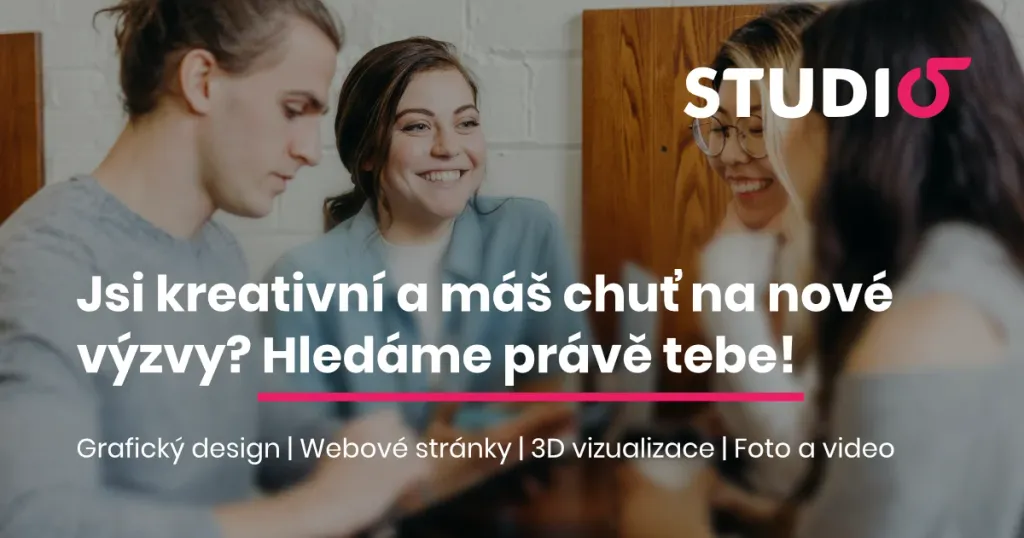 STUDIO
Jsi kreativní a máš chuť na nové
výzvy? Hledáme právě tebe!
Grafický design | Webové stránky | 3D vizualizace | Foto a video